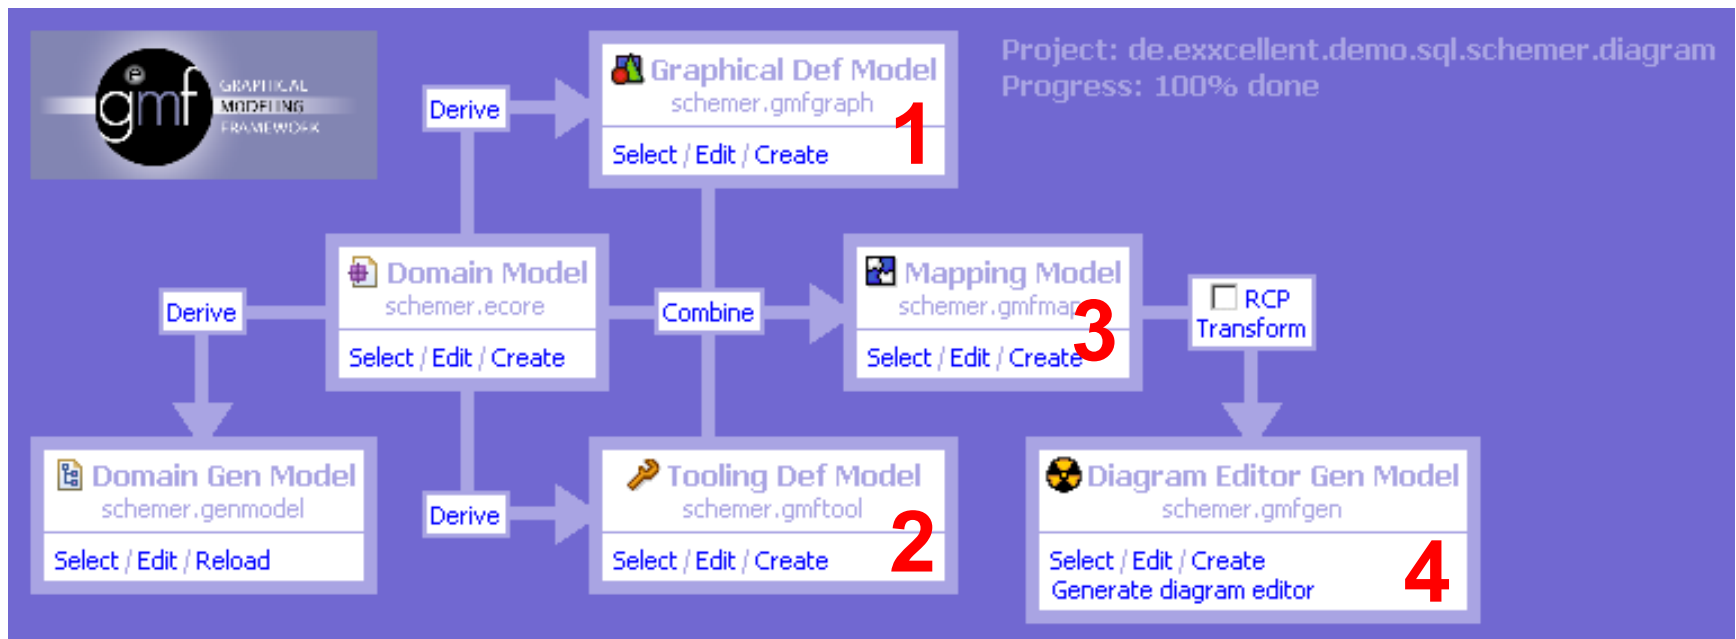 gmf
GRAPHICAL
MODELING
FRAMEWORK
Project: de.exxcellent.demo.sql.schemer.diagram
Progress: 100% done
Derive
Graphical Def Model
schemer.gmfgraph
1
Select / Edit / Create
Derive
Domain Model
schemer.ecore
Select / Edit / Create
Combine
Mapping Model
schemer.gmfmap
3
Select / Edit / Create
RCP
Transform
Domain Gen Model
schemer.genmodel
Select / Edit / Reload
Derive
Tooling Def Model
schemer.gmftool
2
Select / Edit / Create
Diagram Editor Gen Model
schemer.gmfgen
Select / Edit / Create
Generate diagram editor
4